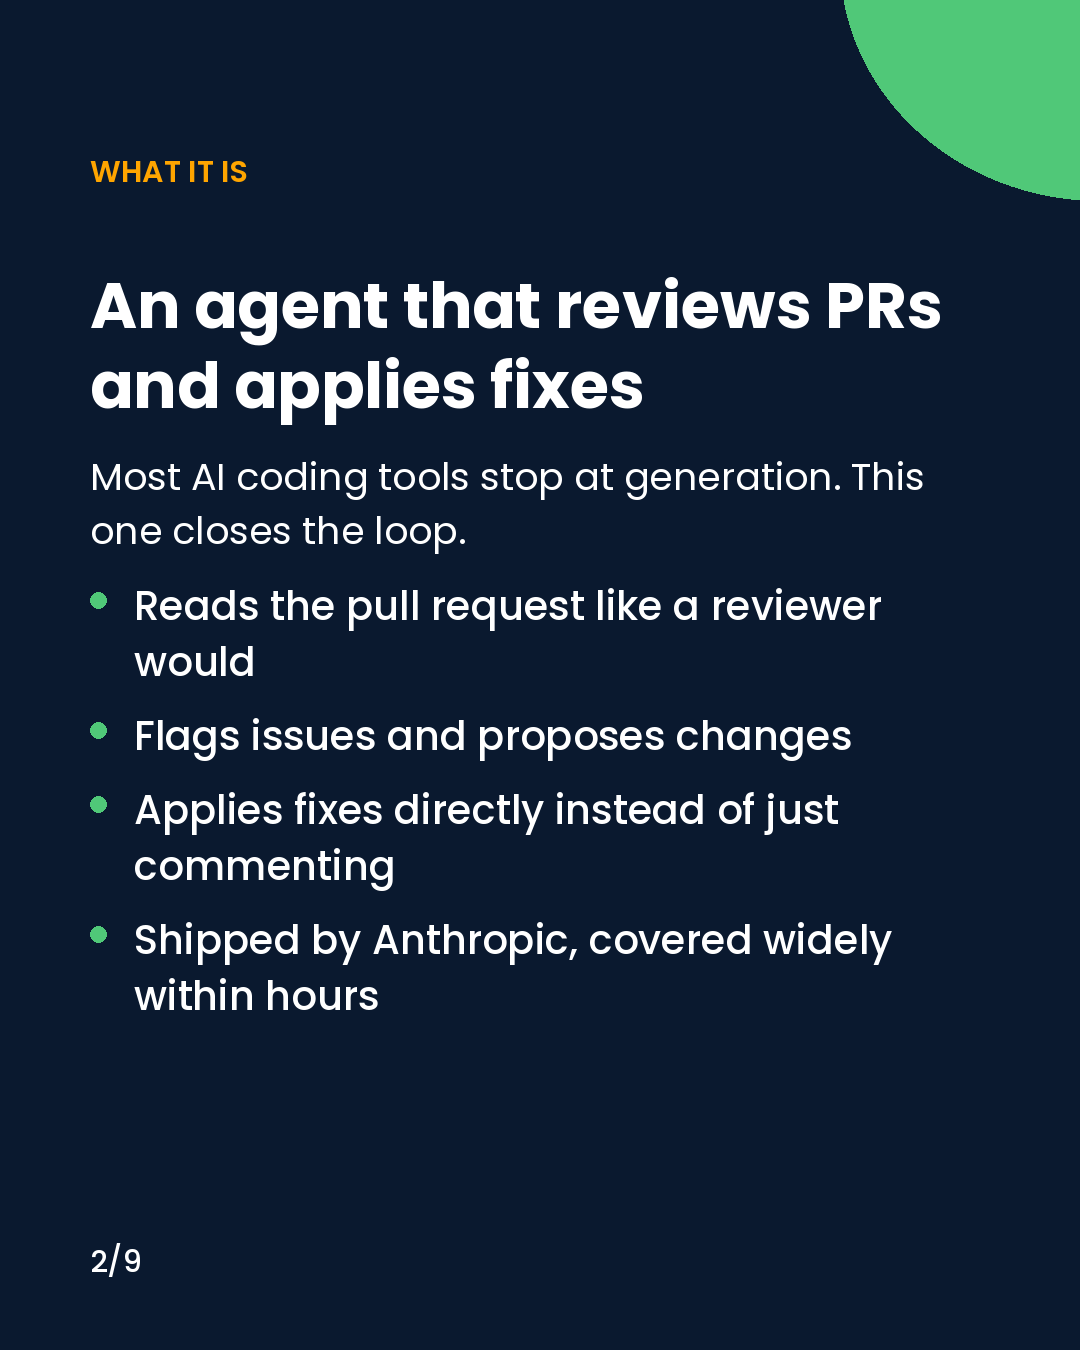 WHAT IT IS
An agent that reviews PRs
and applies fixes
Most AI coding tools stop at generation. This
one closes the loop.
Reads the pull request like a reviewer
would
Flags issues and proposes changes
Applies fixes directly instead of just
commenting
Shipped by Anthropic, covered widely
within hours
2/9